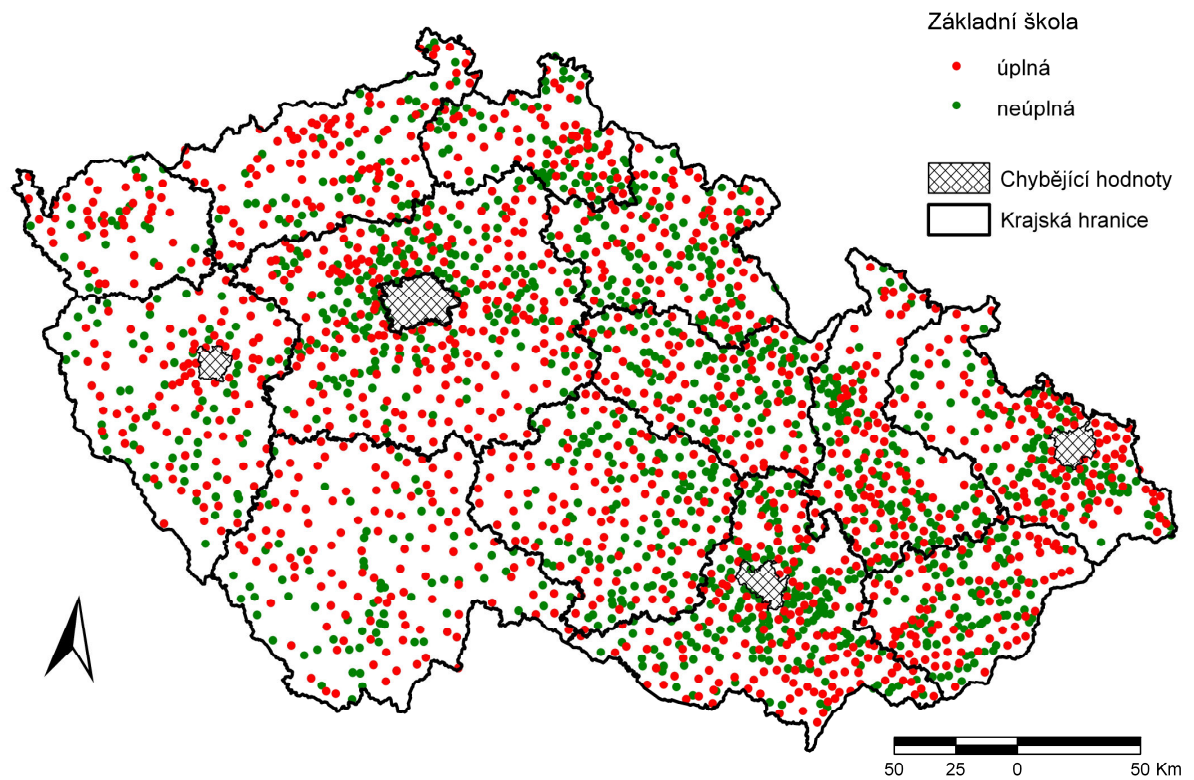 Základní škola
úplná
neúplná
Chybějící hodnoty
Krajská hranice
50 25 0 50 Km